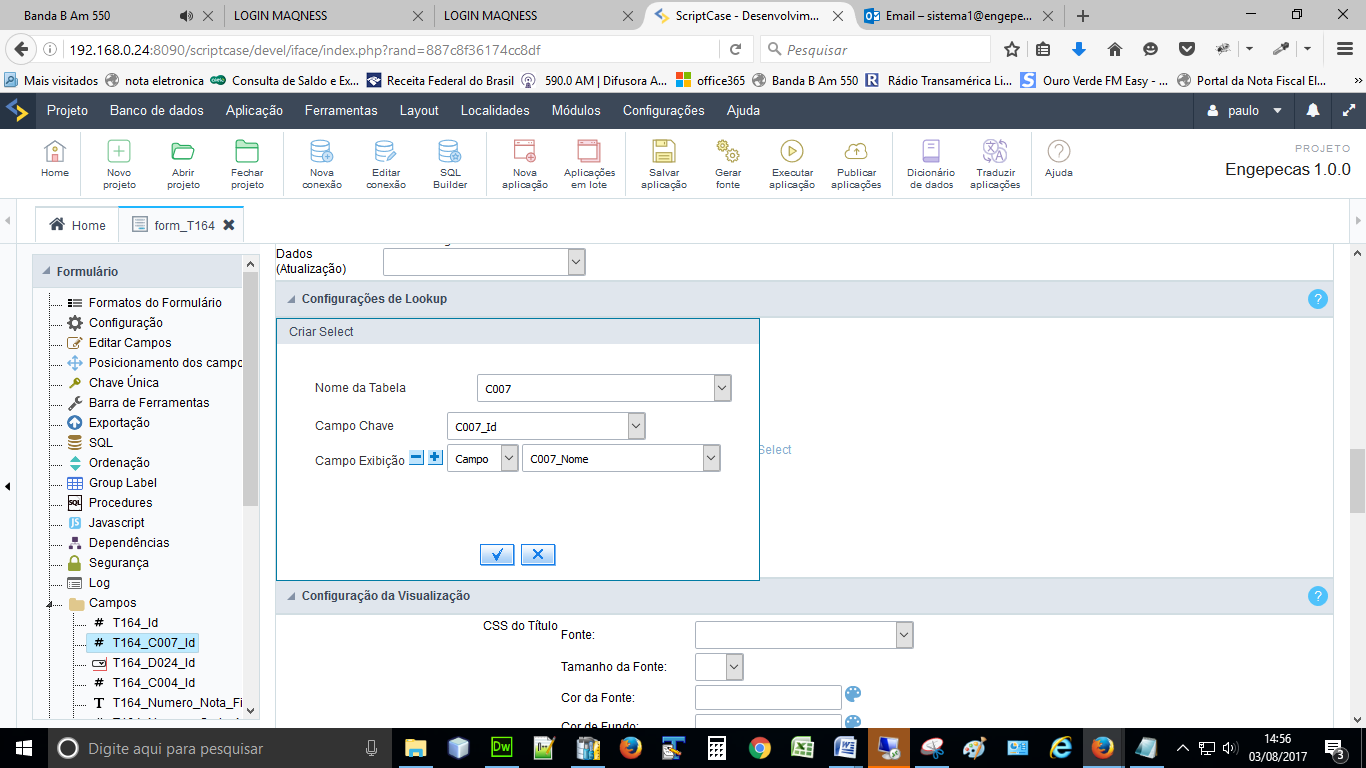 Banda B Am 550
LOGIN MAQNESS
LOGIN MAQNESS
ScriptCase - Desenvolvim...
Email – sistema1@engepe...
192.168.0.24:8090/scriptcase/devel/iface/index.php?rand=887c8f36174cc8df
Pesquisar
Mais visitados
nota eletronica
Consulta de Saldo e Ex...
Receita Federal do Brasil
590.0 AM | Difusora A...
office365
Banda B Am 550
Rádio Transamérica Li...
Ouro Verde FM Easy - ...
Portal da Nota Fiscal El...
Projeto
Banco de dados
Aplicação
Ferramentas
Layout
Localidades
Módulos
Configurações
Ajuda
paulo
Home
Novo projeto
Abrir projeto
Fechar projeto
Nova conexão
Editar conexão
SQL Builder
Nova aplicação
Aplicações em lote
Salvar aplicação
Gerar fonte
Executar aplicação
Publicar aplicações
Dicionário de dados
Traduzir aplicações
Ajuda
PROJETO
Engepecas 1.0.0
Home
form_T164
Formulário
Formatos do Formulário
Configuração
Editar Campos
Posicionamento dos campo
Chave Única
Barra de Ferramentas
Exportação
SQL
Ordenação
Group Label
Procedures
Javascript
Dependências
Segurança
Log
Campos
T164_Id
T164_C007_Id
T164_D024_Id
T164_C004_Id
T164_Numero_Nota_Fi
Dados
(Atualização)
Configurações de Lookup
Criar Select
Nome da Tabela
C007
Campo Chave
C007_Id
Campo Exibição
Campo
C007_Nome
Select
Configuração da Visualização
CSS do Título
Fonte:
Tamanho da Fonte:
Cor da Fonte:
Cor de Fundo:
Digite aqui para pesquisar
14:56
03/08/2017
3